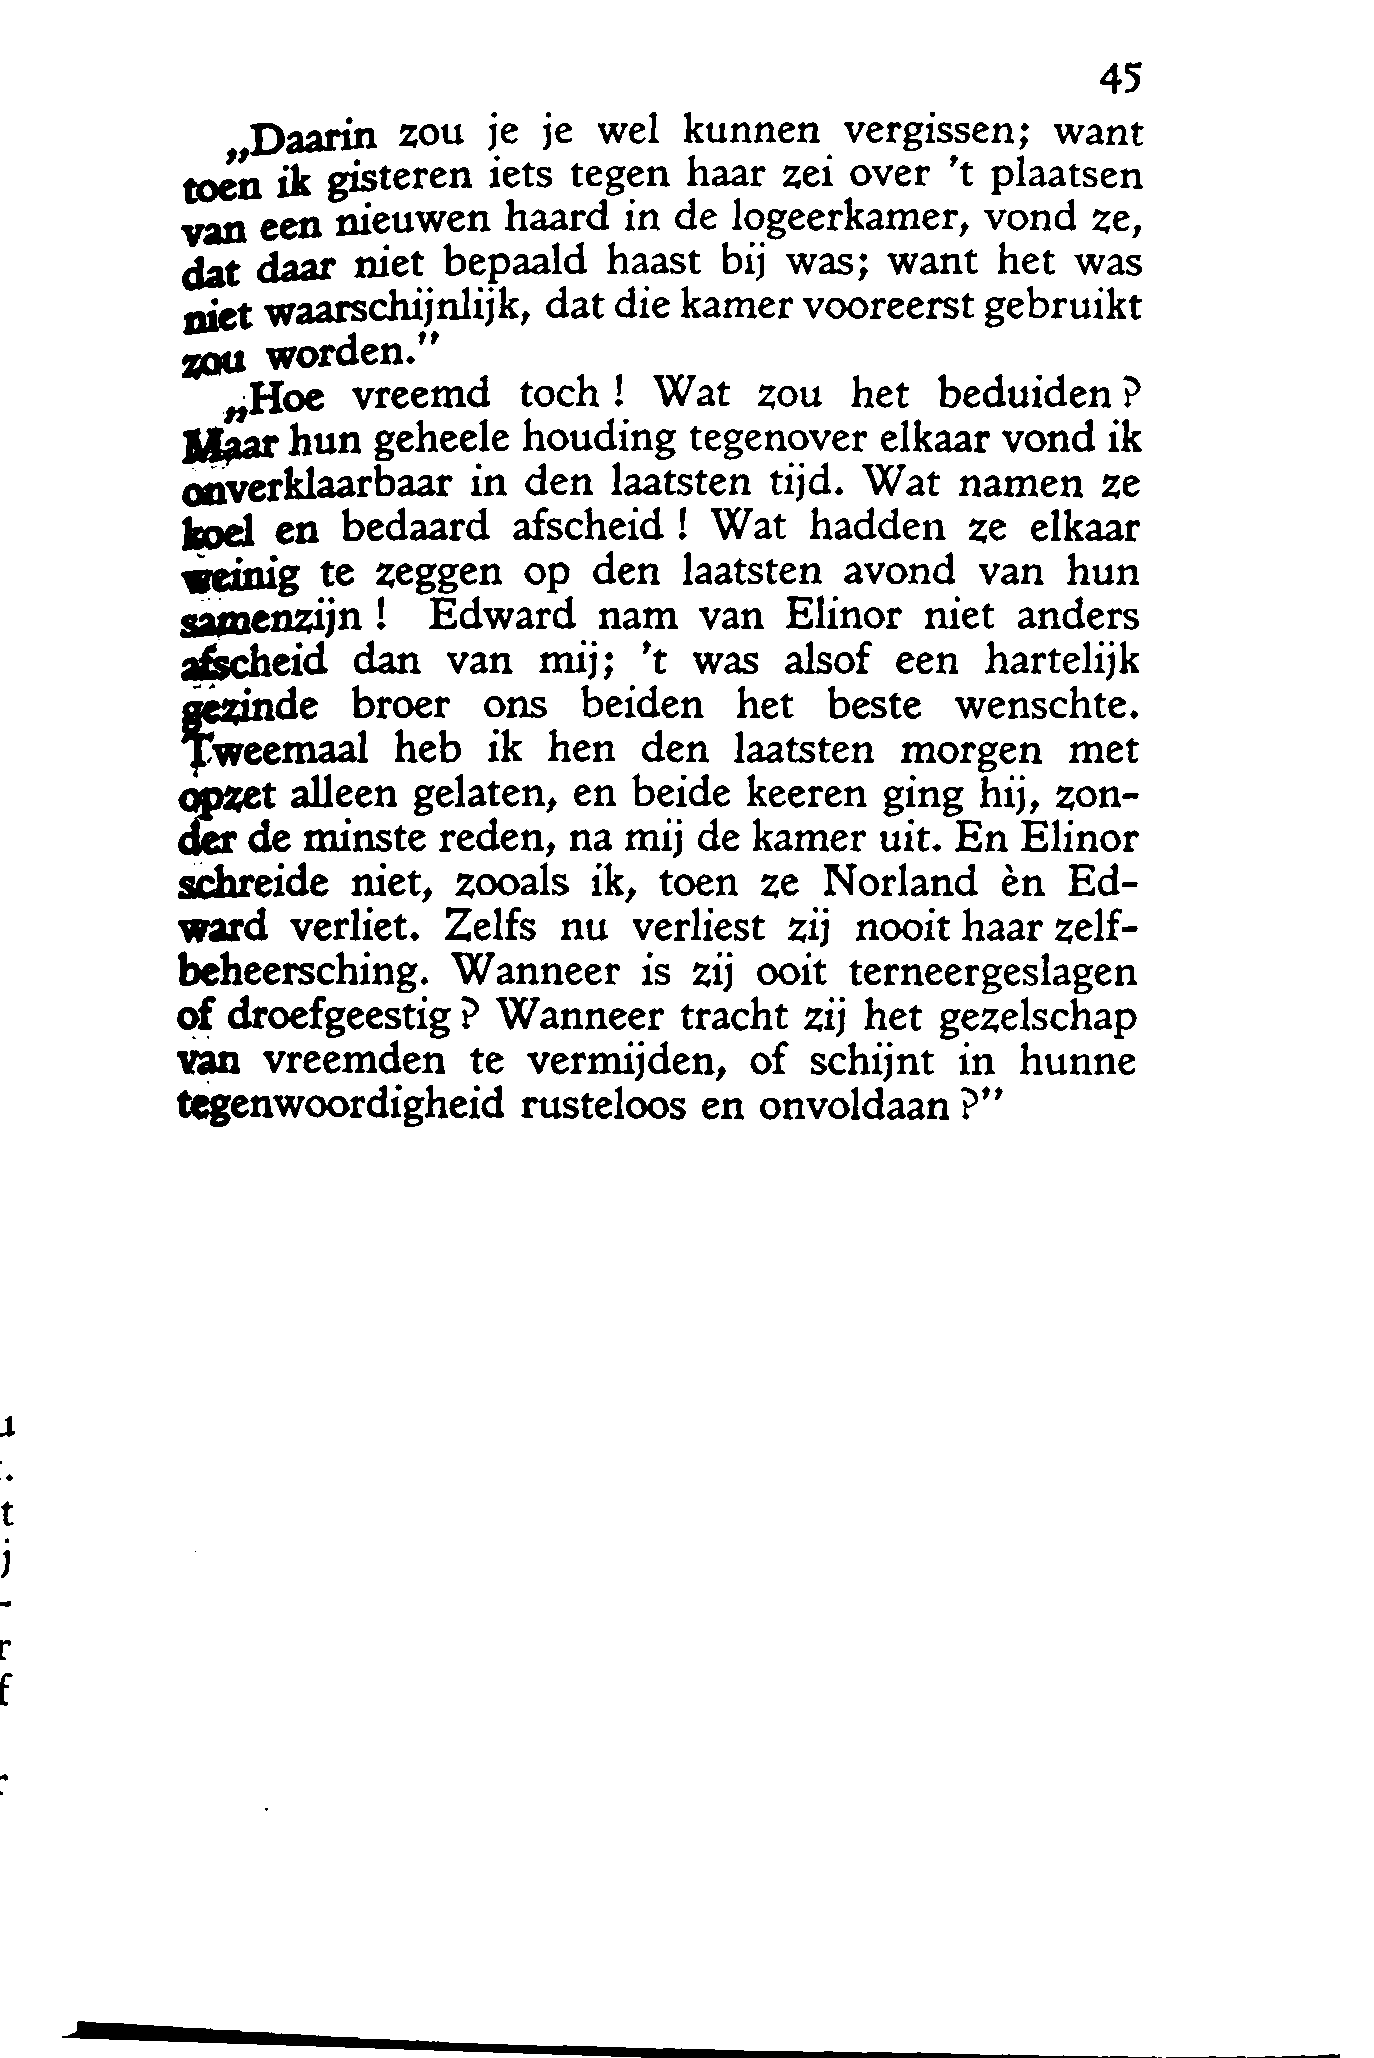 45
„Daarin zou je je wel kunnen vergissen; want
toen ik gisteren iets tegen haar zei over 't plaatsen
van een nieuwen haard in de logeerkamer, vond ze,
dat daar niet bepaald haast bij was; want het was
niet waarschijnlijk, dat die kamer vooreerst gebruikt
zou worden."
„Hoe vreemd toch! Wat zou het beduiden?
Maar hun geheele houding tegenover elkaar vond ik
onverklaarbaar in den laatsten tijd. Wat namen ze
koel en bedaard afscheid! Wat hadden ze elkaar
weinig te zeggen op den laatsten avond van hun
samenzijn! Edward nam van Elinor niet anders
afscheid dan van mij; 't was alsof een hartelijk
gezinde broer ons beiden het beste wenschte.
Tweemaal heb ik hen den laatsten morgen met
opzet alleen gelaten, en beide keeren ging hij, zon-
der de minste reden, na mij de kamer uit. En Elinor
schreide niet, zooals ik, toen ze Norland èn Ed-
ward verliet. Zelfs nu verliest zij nooit haar zelf-
beheersching. Wanneer is zij ooit terneergeslagen
of droefgeestig? Wanneer tracht zij het gezelschap
van vreemden te vermijden, of schijnt in hunne
tegenwoordigheid rusteloos en onvoldaan?"